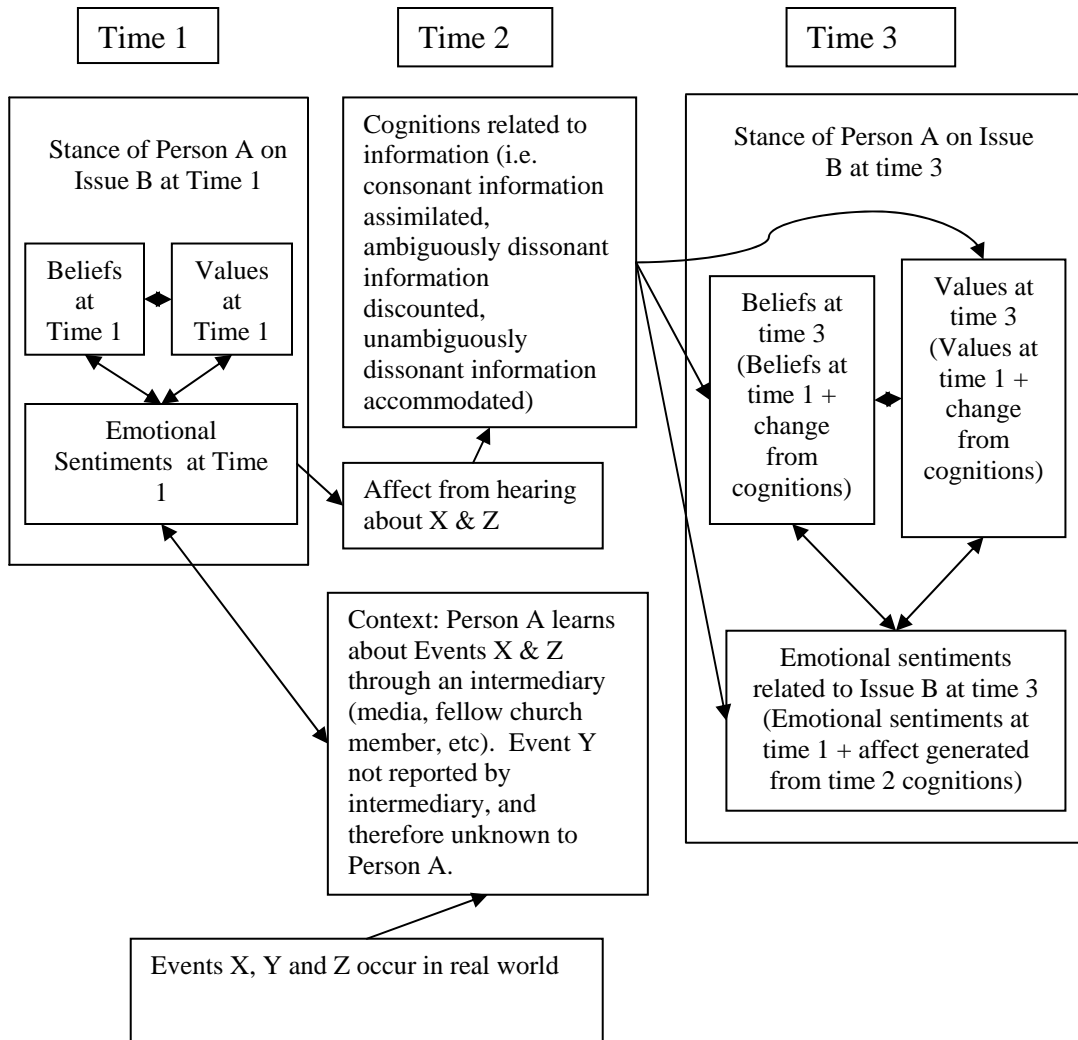 Time 1
Time 2
Time 3
Stance of Person A on
Issue B at Time 1
Beliefs
at
Time 1
Values
at
Time 1
Emotional
Sentiments at Time
1
Cognitions related to
information (i.e.
consonant information
assimilated,
ambiguously dissonant
information
discounted,
unambiguously
dissonant information
accommodated)
Affect from hearing
about X & Z
Context: Person A learns
about Events X & Z
through an intermediary
(media, fellow church
member, etc). Event Y
not reported by
intermediary, and
therefore unknown to
Person A.
Events X, Y and Z occur in real
world
Stance of Person A on Issue
B at time 3
Beliefs at
time 3
(Beliefs at
time 1 +
change
from
cognitions)
Values at
time 3
(Values at
time 1 +
change
from
cognitions)
Emotional sentiments
related to Issue B at time 3
(Emotional sentiments at
time 1 + affect generated
from time 2 cognitions)